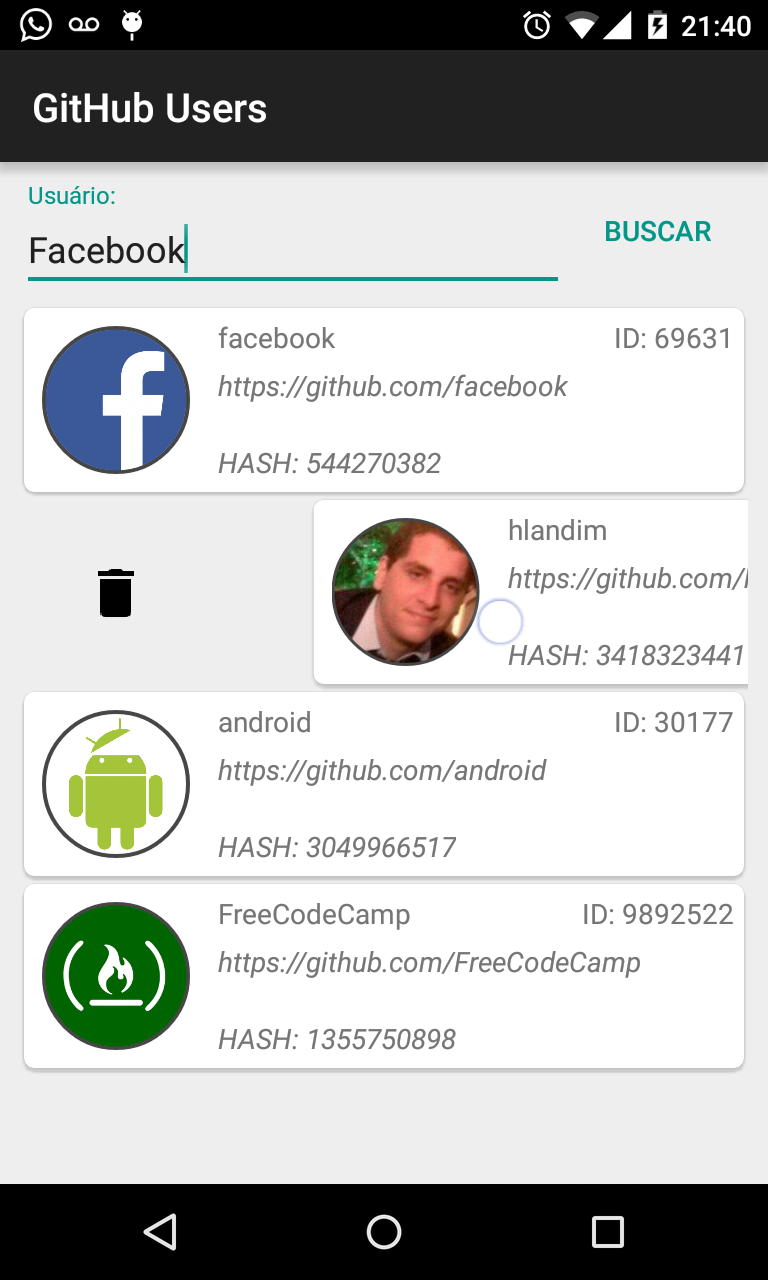 21:40
GitHub Users
Usuário:
Facebook
BUSCAR
facebook
ID: 69631
https://github.com/facebook
HASH: 544270382
hlandim
https://github.com/
HASH: 3418323441
android
ID: 30177
https://github.com/android
HASH: 3049966517
FreeCodeCamp
ID: 9892522
https://github.com/FreeCodeCamp
HASH: 1355750898